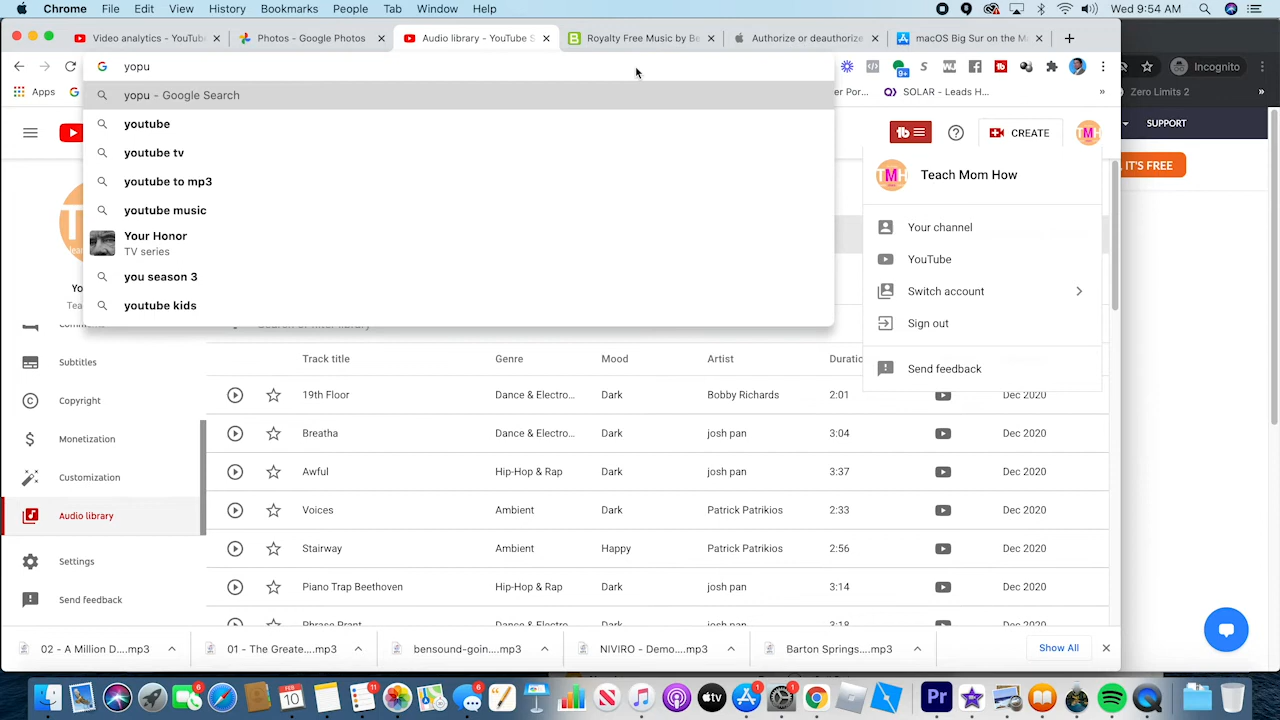 Chrome File Edit View History Bookmarks People Tab Window Help Wed 9:54 AM
Video analytics - YouTub Photos - Google Photos Audio library - YouTube S Royalty Free Music by Be Authorize or deauthorize macOS Big Sur on the M
yopu
Incognito
Apps
SOLAR - Leads H...
Zero Limits 2
yopu – Google Search
youtube
youtube tv
youtube to mp3
youtube music
Your Honor
TV series
you season 3
youtube kids
CREATE
SUPPORT
IT'S FREE
Teach Mom How
Your channel
YouTube
Switch account
Sign out
Send feedback
Subtitles
Copyright
Monetization
Customization
Audio library
Settings
Send feedback
Track title Genre Mood Artist
19th Floor Dance & Electro... Dark Bobby Richards 2:01 Dec 2020
Breatha Dance & Electro... Dark josh pan 3:04 Dec 2020
Awful Hip-Hop & Rap Dark josh pan 3:37 Dec 2020
Voices Ambient Dark Patrick Patrikios 2:33 Dec 2020
Stairway Ambient Happy Patrick Patrikios 2:56 Dec 2020
Piano Trap Beethoven Hip-Hop & Rap Dark josh pan 3:14 Dec 2020
02 - A Million D....mp3 01 - The Greate....mp3 bensound-goin....mp3 NIVIRO - Demo....mp3 Barton Springs....mp3 Show All